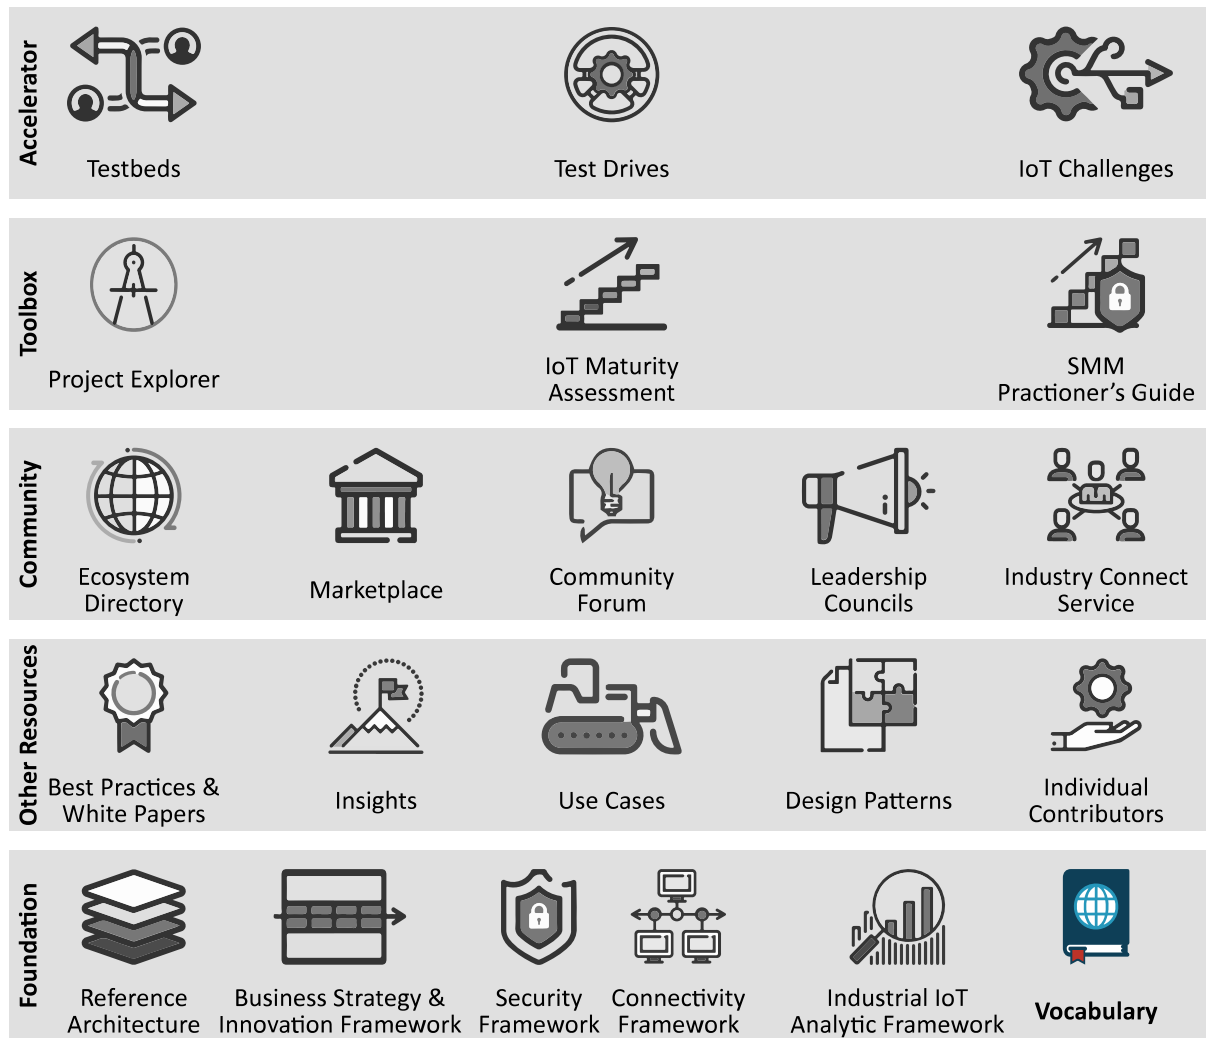 Accelerator
Testbeds
Test Drives
IoT Challenges
Toolbox
Project Explorer
IoT Maturity
Assessment
SMM
Practioner's Guide
Community
Ecosystem
Directory
Marketplace
Community
Forum
Leadership
Councils
Industry Connect
Service
Other Resources
Best Practices &
White Papers
Insights
Use Cases
Design Patterns
Individual
Contributors
Foundation
Reference
Architecture
Business Strategy &
Innovation Framework
Security
Framework
Connectivity
Framework
Industrial IoT
Analytic Framework
Vocabulary